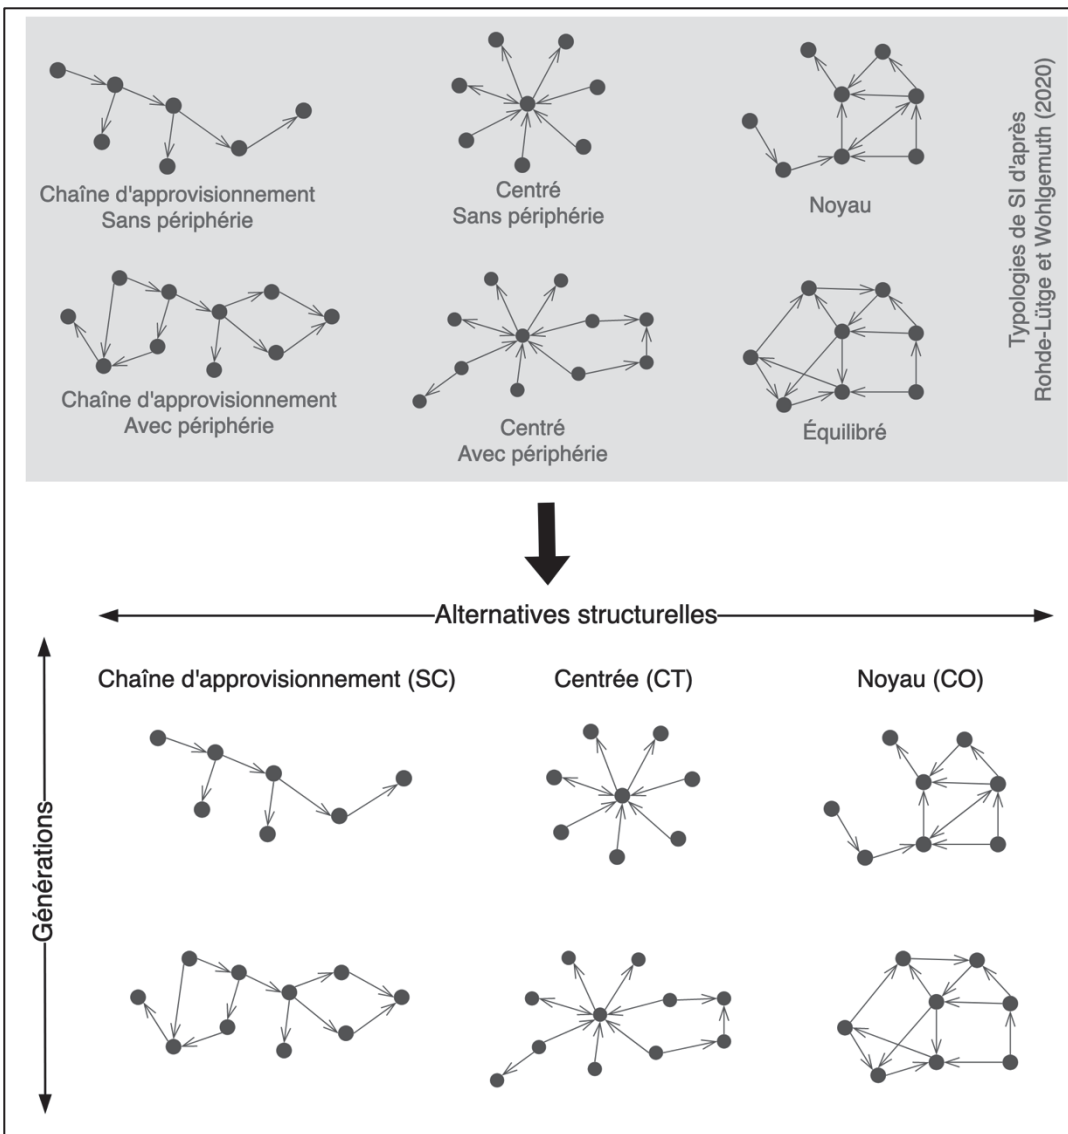 Chaîne d'approvisionnement
Sans périphérie
Centré
Sans périphérie
Noyau
Chaîne d'approvisionnement
Avec périphérie
Centré
Avec périphérie
Équilibré
Typologies de SI d'après
Rohde-Lütge et Wohlgemuth (2020)
Alternatives structurelles
Générations
Chaîne d'approvisionnement (SC)
Centrée (CT)
Noyau (CO)